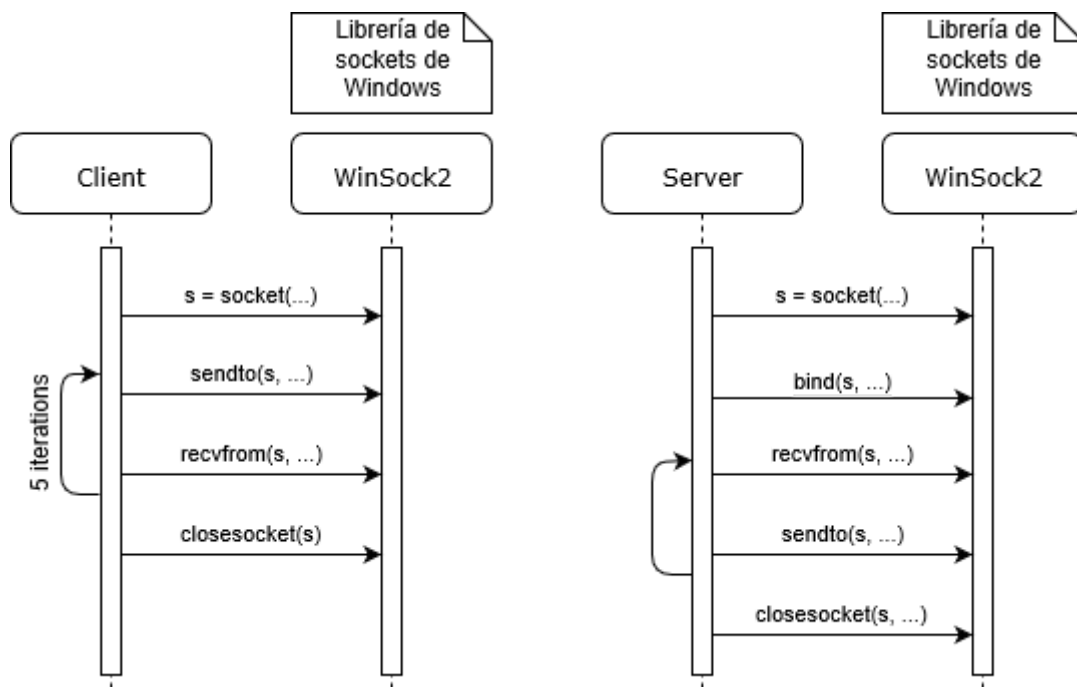 Librería de
sockets de
Windows
Librería de
sockets de
Windows
Client
WinSock2
Server
WinSock2
s = socket(...)
sendto(s, ...)
recvfrom(s, ...)
closesocket(s)
5 iterations
s = socket(...)
bind(s, ...)
recvfrom(s, ...)
sendto(s, ...)
closesocket(s, ...)